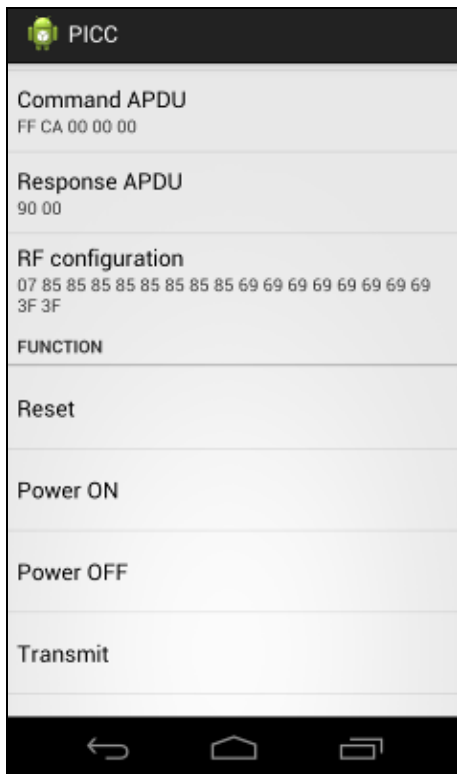 PICC
Command APDU
FF CA 00 00 00
Response APDU
90 00
RF configuration
07 85 85 85 85 85 85 85 85 69 69 69 69 69 69 69 69
3F 3F
FUNCTION
Reset
Power ON
Power OFF
Transmit